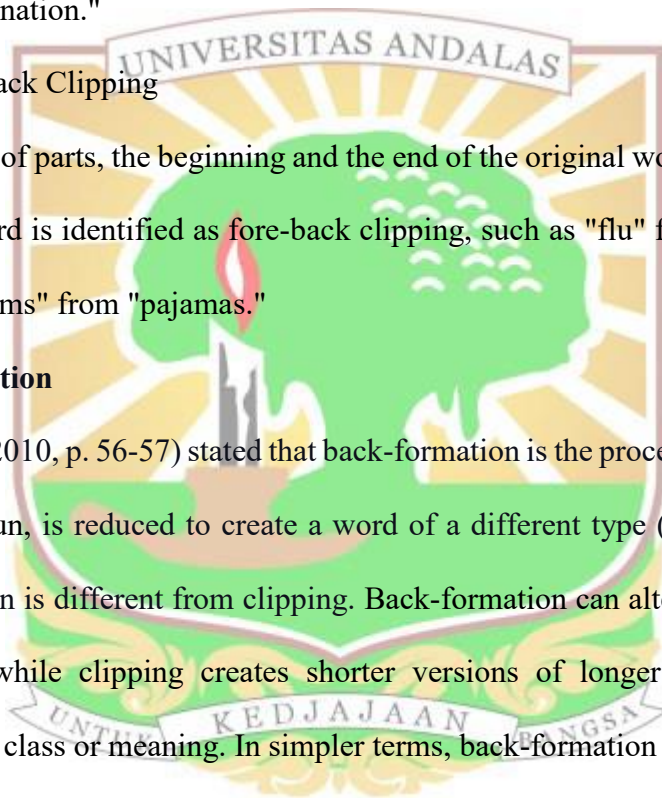 nation."
UNIVERSITAS ANDALAS
ack Clipping
of parts, the beginning and the end of the original wo
rd is identified as fore-back clipping, such as "flu" f
ms" from "pajamas."
tion
2010, p. 56-57) stated that back-formation is the proce
un, is reduced to create a word of a different type (
n is different from clipping. Back-formation can alt
while clipping creates shorter versions of longer
UNTUK KEDJAJAAN BANGSA
class or meaning. In simpler terms, back-formation